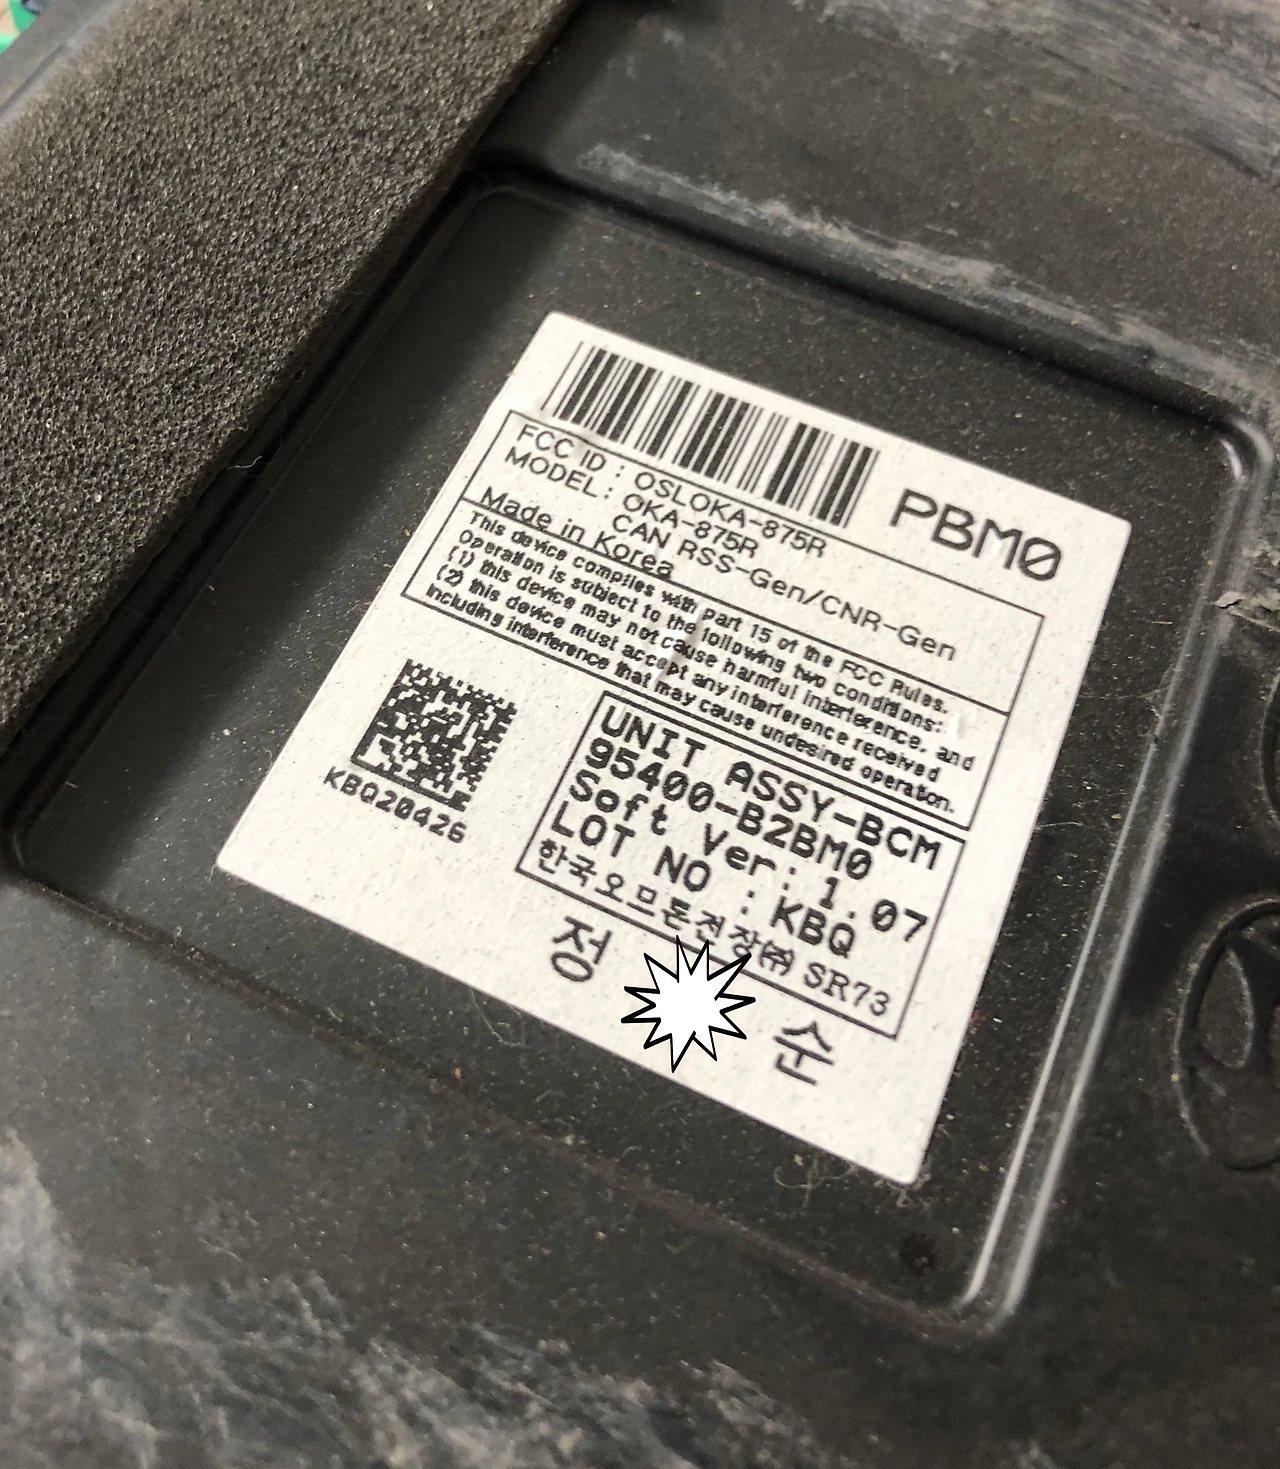 PBM0
FCC ID : OSLOKA-875R
MODEL: OKA-875R
CAN RSS-Gen/CNR-Gen
Made in Korea
This device complies with part 15 of the FCC Rules.
Operation is subject to the following two conditions:
(1) this device may not cause harmful interference, and
(2) this device must accept any interference received
including interference that may cause undesired operation.
KBQ20426
UNIT ASSY-BCM
95400-B2BM0
Soft Ver: 1.07
LOT NO : KBQ
한국오므론전장㈜ SR73
정 순